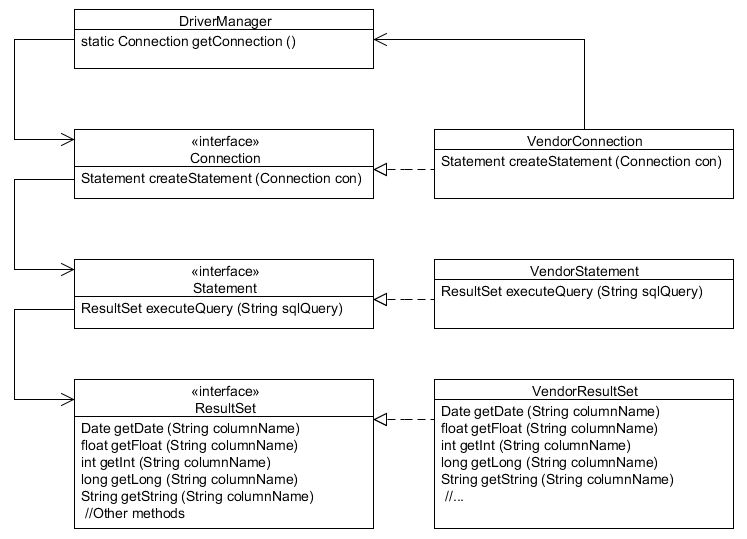 DriverManager
static Connection getConnection ()
«interface»
Connection
Statement createStatement (Connection con)
VendorConnection
Statement createStatement (Connection con)
«interface»
Statement
ResultSet executeQuery (String sqlQuery)
VendorStatement
ResultSet executeQuery (String sqlQuery)
«interface»
ResultSet
Date getDate (String columnName)
float getFloat (String columnName)
int getInt (String columnName)
long getLong (String columnName)
String getString (String columnName)
//Other methods
VendorResultSet
Date getDate (String columnName)
float getFloat (String columnName)
int getInt (String columnName)
long getLong (String columnName)
String getString (String columnName)
//...